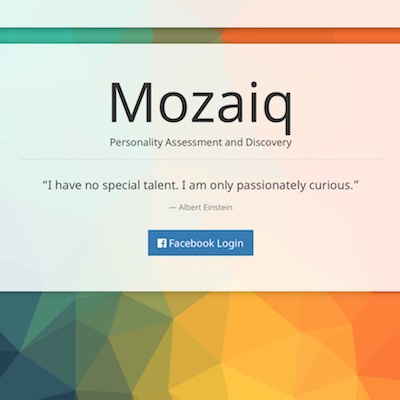 Mozaiq
Personality Assessment and Discovery
“I have no special talent. I am only passionately curious.”
— Albert Einstein
Facebook Login